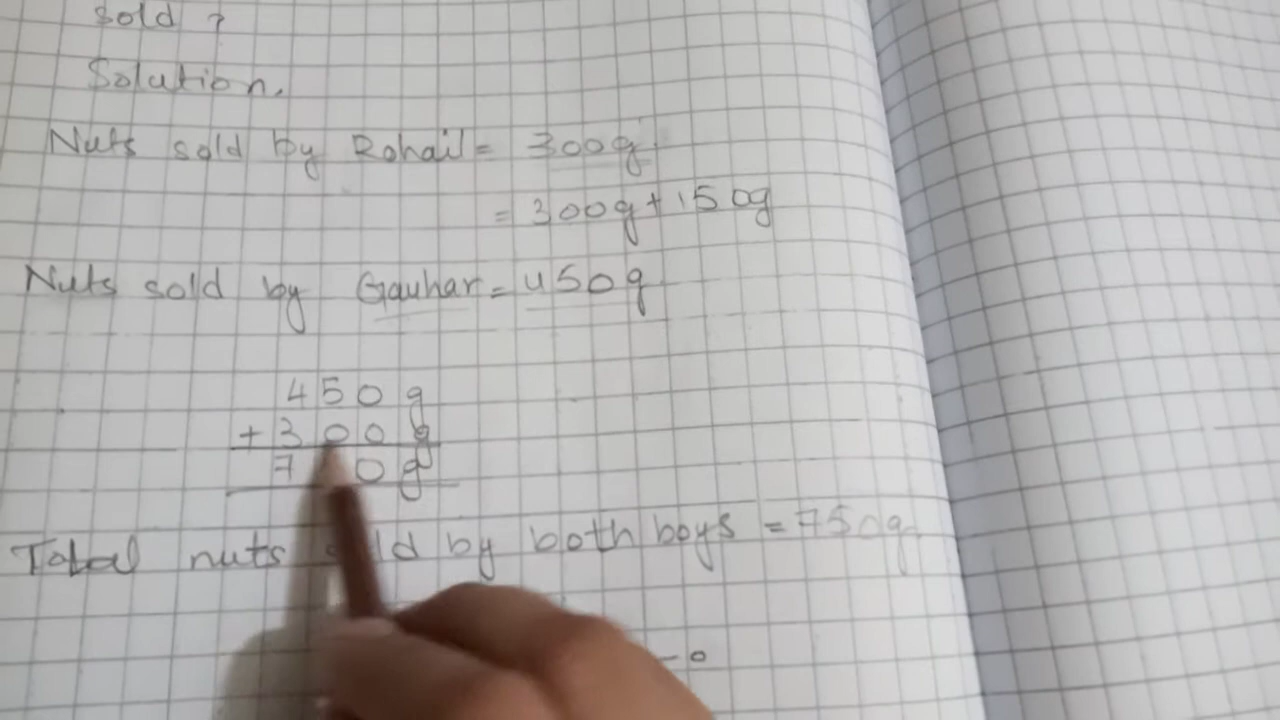 sold ?
Solution.
Nuts sold by Rohail = 300g
= 300g + 150g
Nuts sold by Gauhar = 450g
450g
+300g
7 0g
Total nuts by both boys = 750g